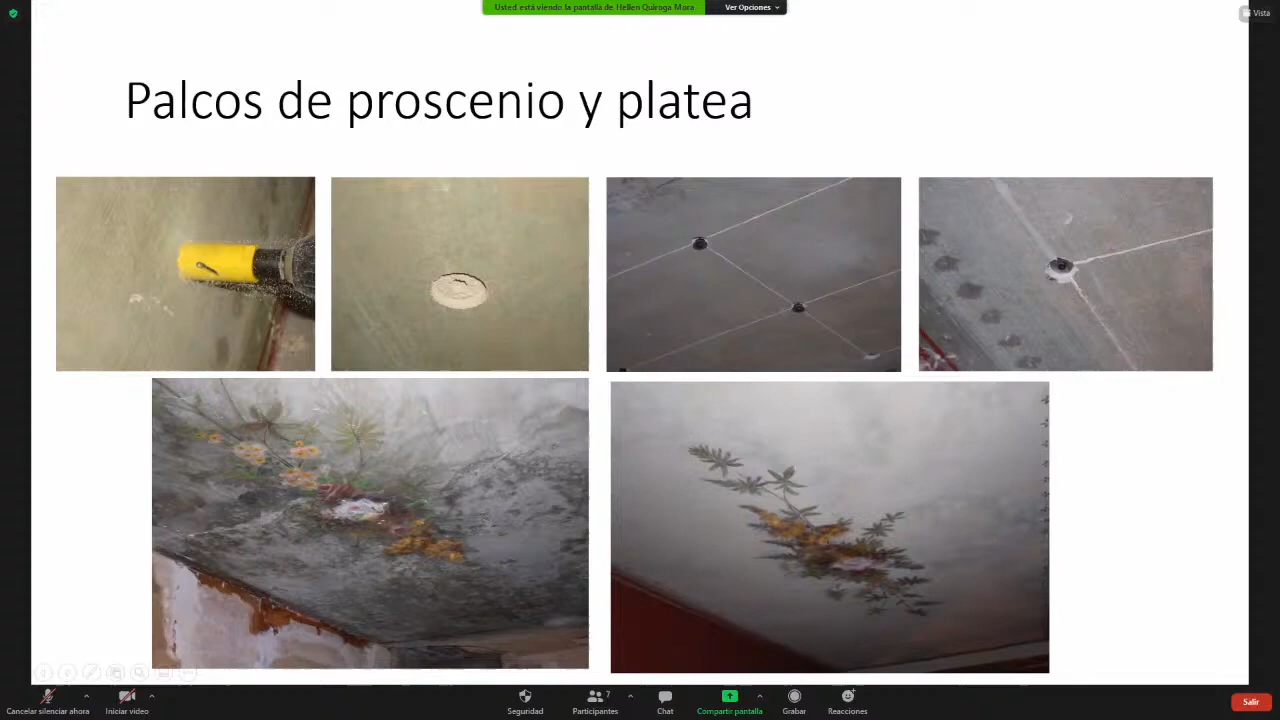 Usted está viendo la pantalla de Hellen Quiroga Mora
Ver Opciones
Vista
Palcos de proscenio y platea
Cancelar silenciar ahora
Iniciar video
Seguridad
7
Participantes
Chat
Compartir pantalla
Grabar
Reacciones
Salir